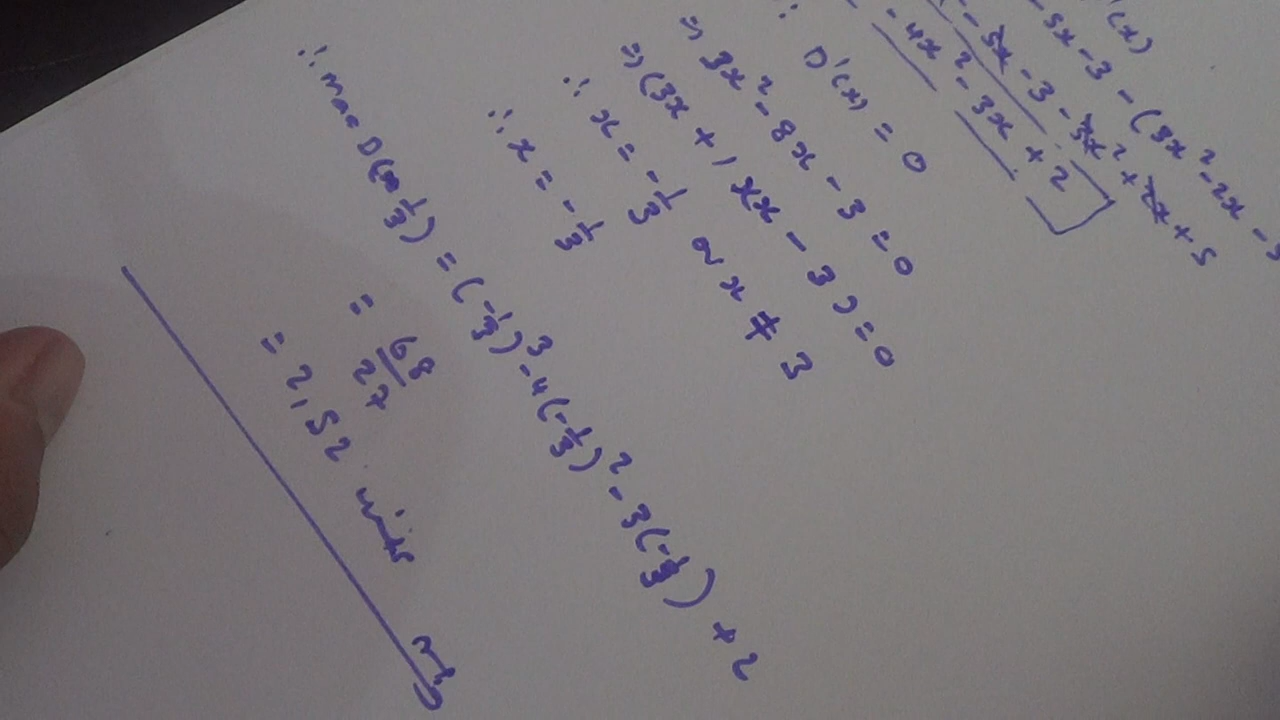 '(x)
- 5x - 3 - (3x² - 2x - 5
- 5x - 3 - 3x² + 2x + 5
- 4x² - 3x + 2
∴ D'(x) = 0
⇒ 3x² - 8x - 3 = 0
⇒ (3x + 1)(x - 3) = 0
∴ x = -1/3 or x ≠ 3
∴ x = -1/3
∴ max D(-1/3) = (-1/3)³ - 4(-1/3)² - 3(-1/3) + 2
= 68/27
= 2,52 units